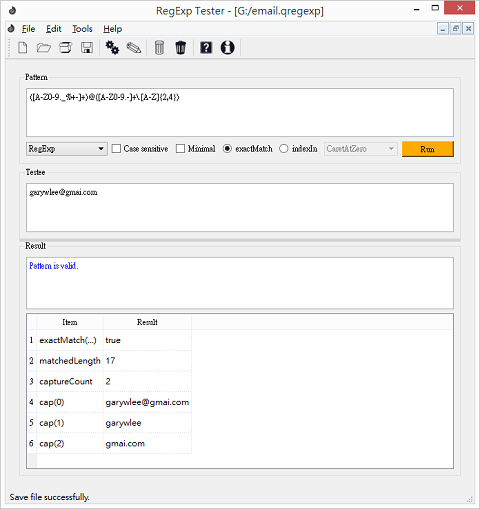 RegExp Tester - [G:/email.qregexp]
File Edit Tools Help
Pattern
([A-Z0-9._%+-]+)@([A-Z0-9.-]+\.[A-Z]{2,4})
RegExp Case sensitive Minimal exactMatch indexIn CaretAtZero Run
Testee
garywlee@gmai.com
Result
Pattern is valid.
Item Result
1 exactMatch(...) true
2 matchedLength 17
3 captureCount 2
4 cap(0) garywlee@gmai.com
5 cap(1) garywlee
6 cap(2) gmai.com
Save file successfully.